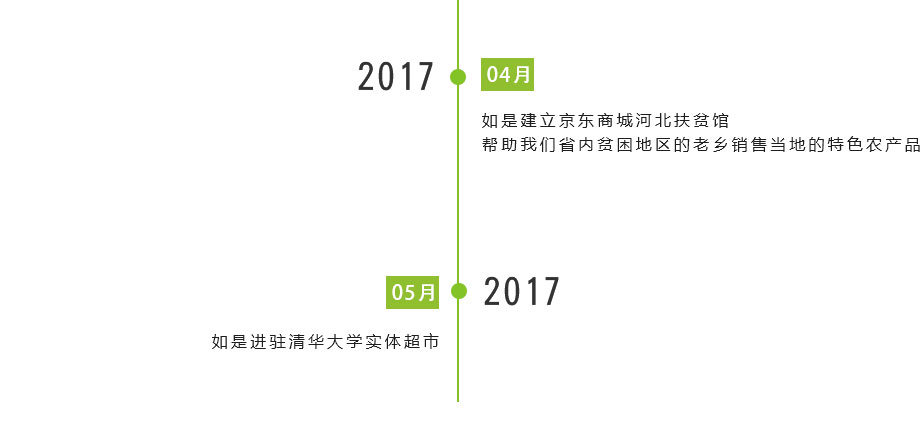 2017
04月
如是建立京东商城河北扶贫馆
帮助我们省内贫困地区的老乡销售当地的特色农产品
05月
2017
如是进驻清华大学实体超市